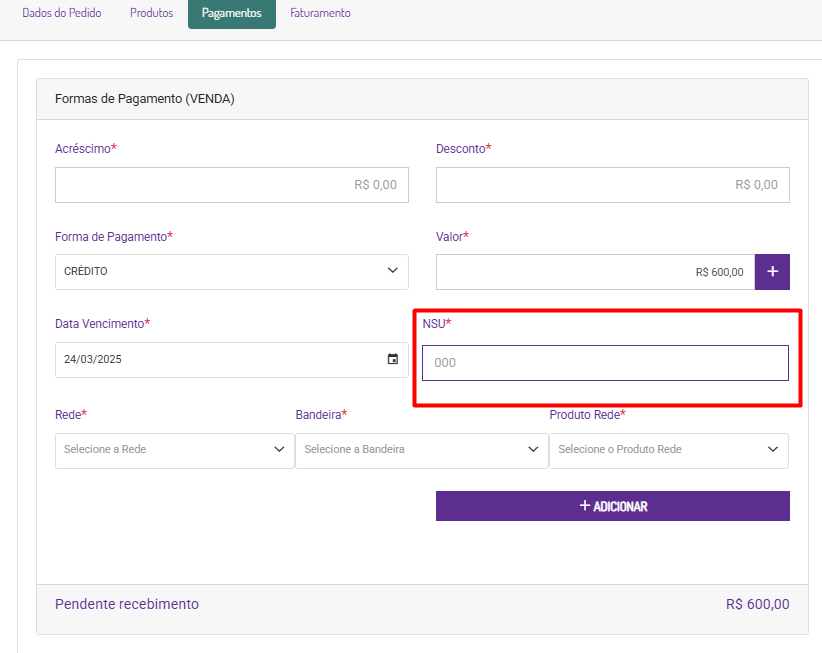 Dados do Pedido Produtos Pagamentos Faturamento
Formas de Pagamento (VENDA)
Acréscimo* Desconto*
R$ 0,00 R$ 0,00
Forma de Pagamento* Valor*
CRÉDITO R$ 600,00 +
Data Vencimento* NSU*
24/03/2025 000
Rede* Bandeira* Produto Rede*
Selecione a Rede Selecione a Bandeira Selecione o Produto Rede
+ ADICIONAR
Pendente recebimento R$ 600,00